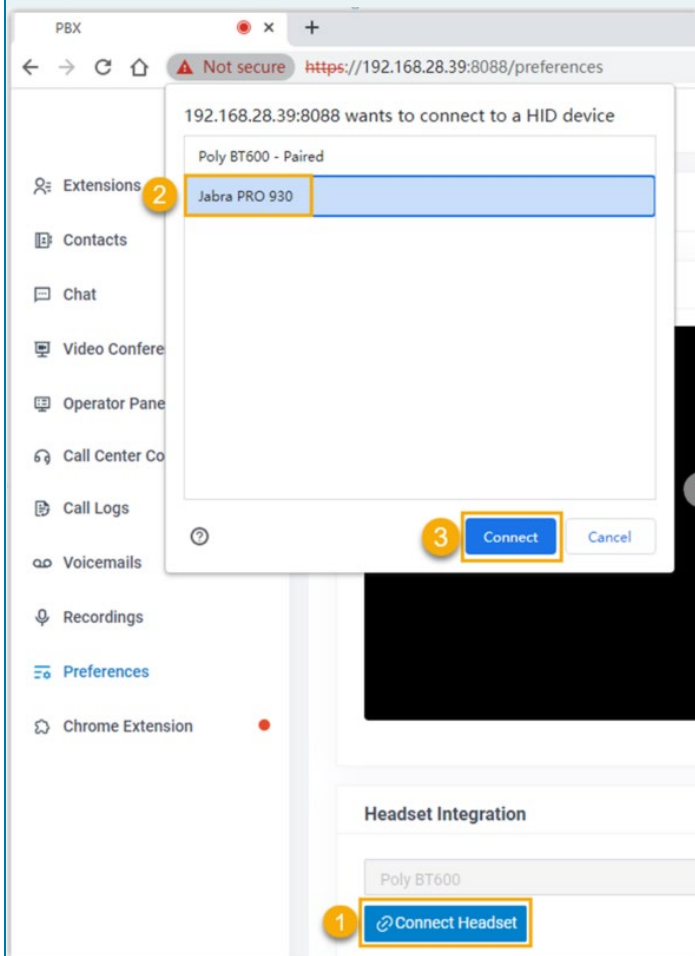 PBX
Not secure https://192.168.28.39:8088/preferences
192.168.28.39:8088 wants to connect to a HID device
Poly BT600 - Paired
2
Jabra PRO 930
3
Connect
Cancel
Extensions
Contacts
Chat
Video Confere
Operator Pane
Call Center Co
Call Logs
Voicemails
Recordings
Preferences
Chrome Extension
Headset Integration
Poly BT600
1
Connect Headset